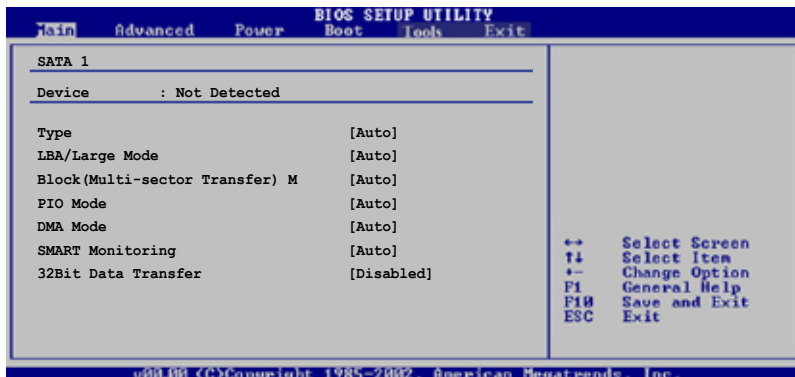 BIOS SETUP UTILITY
Main Advanced Power Boot Tools Exit
SATA 1
Device : Not Detected
Type [Auto]
LBA/Large Mode [Auto]
Block(Multi-sector Transfer) M [Auto]
PIO Mode [Auto]
DMA Mode [Auto]
SMART Monitoring [Auto]
32Bit Data Transfer [Disabled]
↔ Select Screen
↑↓ Select Item
+- Change Option
F1 General Help
F10 Save and Exit
ESC Exit
v00.00 (C)Copyright 1985-2002, American Megatrends, Inc.